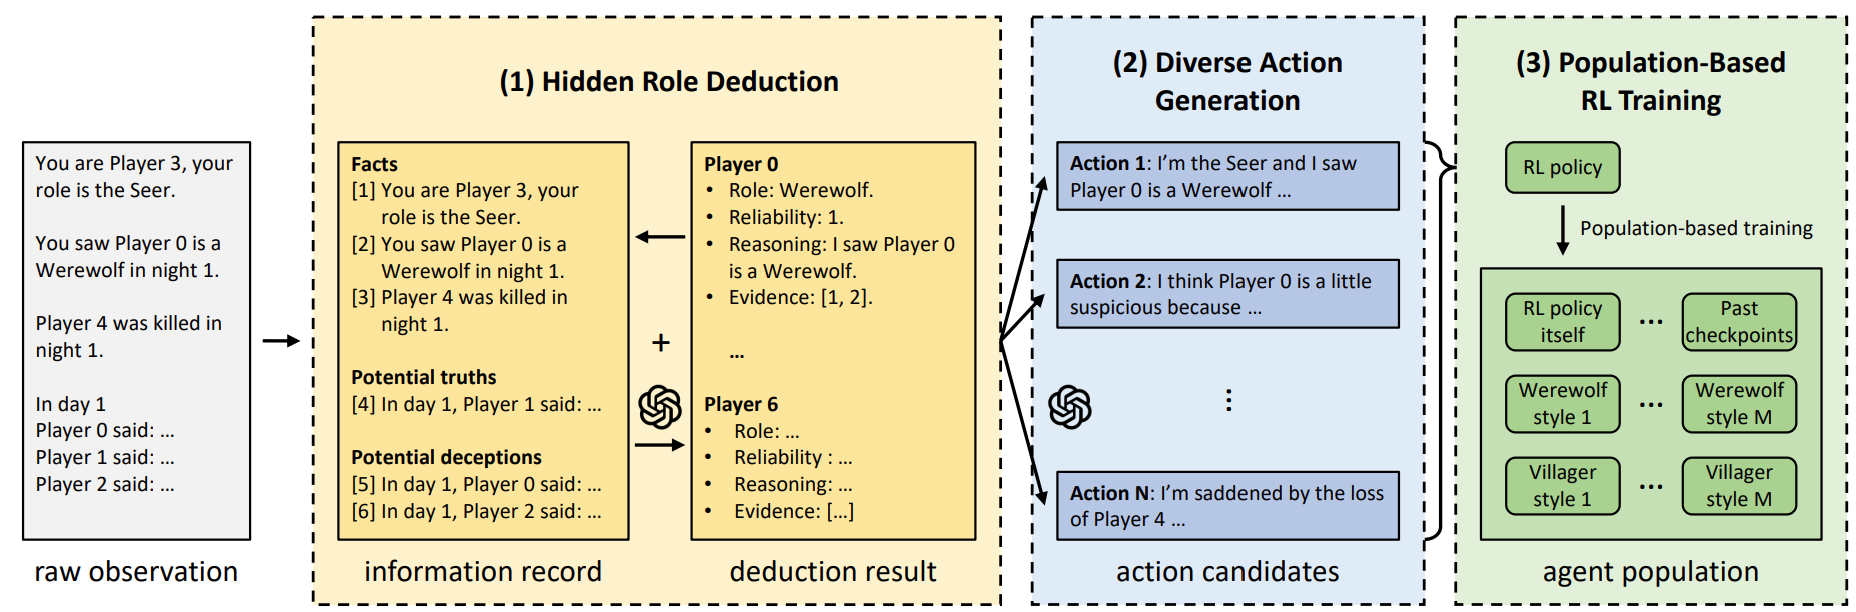 You are Player 3, your
role is the Seer.
You saw Player 0 is a
Werewolf in night 1.
Player 4 was killed in
night 1.
In day 1
Player 0 said: ...
Player 1 said: ...
Player 2 said: ...
raw observation
(1) Hidden Role Deduction
Facts
[1] You are Player 3, your
role is the Seer.
[2] You saw Player 0 is a
Werewolf in night 1.
[3] Player 4 was killed in
night 1.
Potential truths
[4] In day 1, Player 1 said: ...
Potential deceptions
[5] In day 1, Player 0 said: ...
[6] In day 1, Player 2 said: ...
information record
+
Player 0
• Role: Werewolf.
• Reliability: 1.
• Reasoning: I saw Player 0
is a Werewolf.
• Evidence: [1, 2].
...
Player 6
• Role: ...
• Reliability : ...
• Reasoning: ...
• Evidence: [...]
deduction result
(2) Diverse Action
Generation
Action 1: I'm the Seer and I saw
Player 0 is a Werewolf ...
Action 2: I think Player 0 is a little
suspicious because ...
⋮
Action N: I'm saddened by the loss
of Player 4 ...
action candidates
(3) Population-Based
RL Training
RL policy
Population-based training
RL policy
itself
...
Past
checkpoints
Werewolf
style 1
...
Werewolf
style M
Villager
style 1
...
Villager
style M
agent population